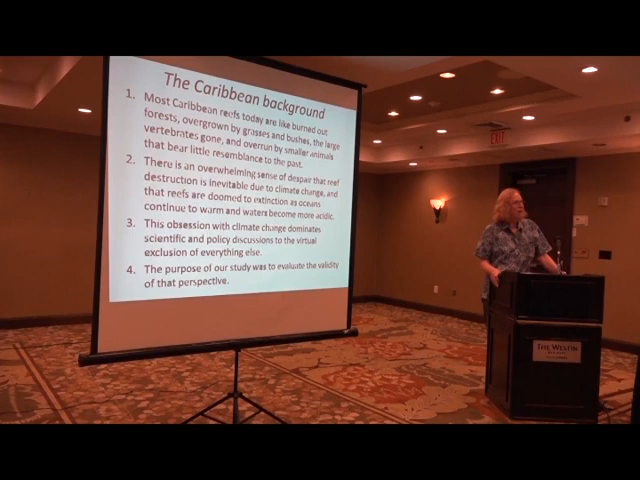 The Caribbean background
1. Most Caribbean reefs today are like burned out
forests, overgrown by grasses and bushes, the large
vertebrates gone, and overrun by smaller animals
that bear little resemblance to the past.
2. There is an overwhelming sense of despair that reef
destruction is inevitable due to climate change, and
that reefs are doomed to extinction as oceans
continue to warm and waters become more acidic.
3. This obsession with climate change dominates
scientific and policy discussions to the virtual
exclusion of everything else.
4. The purpose of our study was to evaluate the validity
of that perspective.
EXIT
THE WESTIN